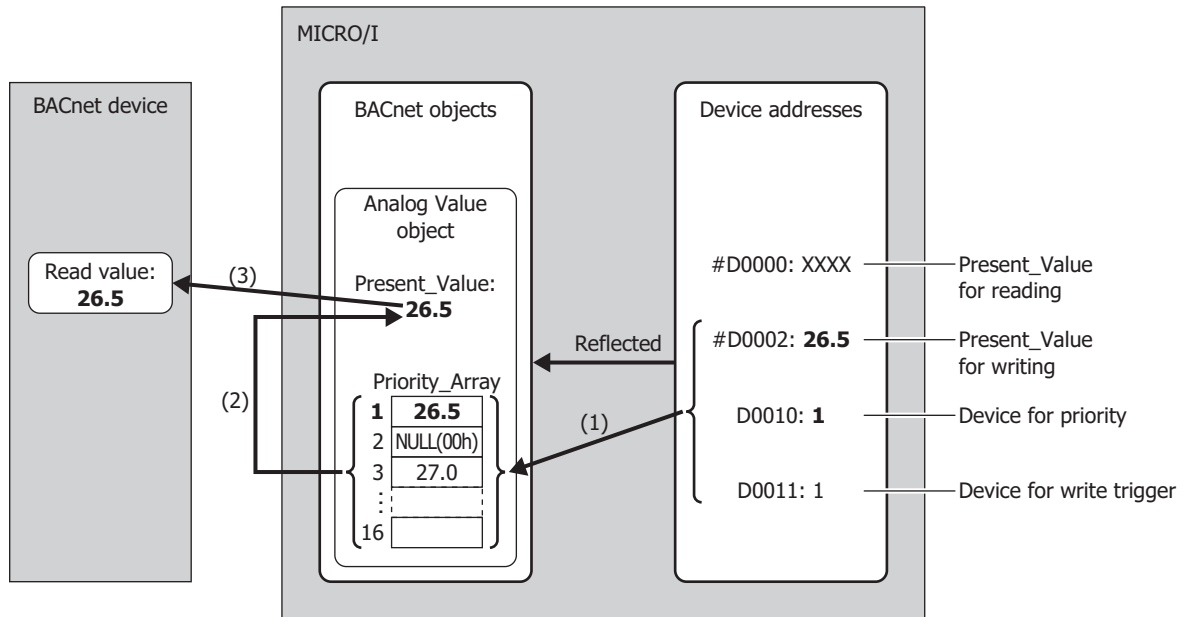 MICRO/I
BACnet device
BACnet objects
Device addresses
Analog Value
object
Read value:
26.5
(3)
Present_Value:
26.5
#D0000: XXXX
Present_Value
for reading
Reflected
#D0002: 26.5
Present_Value
for writing
(2)
Priority_Array
1 26.5
2 NULL(00h)
3 27.0
⋮
16
(1)
D0010: 1
Device for priority
D0011: 1
Device for write trigger